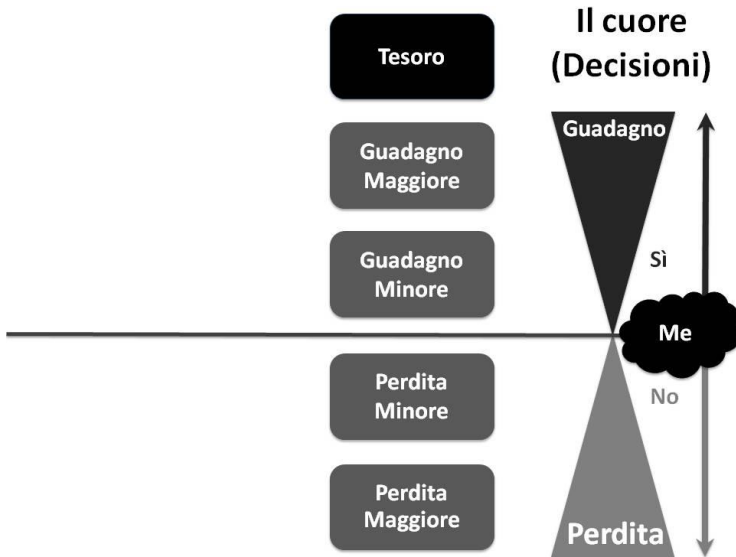 Il cuore
(Decisioni)
Tesoro
Guadagno
Maggiore
Guadagno
Minore
Perdita
Minore
Perdita
Maggiore
Guadagno
Sì
Me
No
Perdita